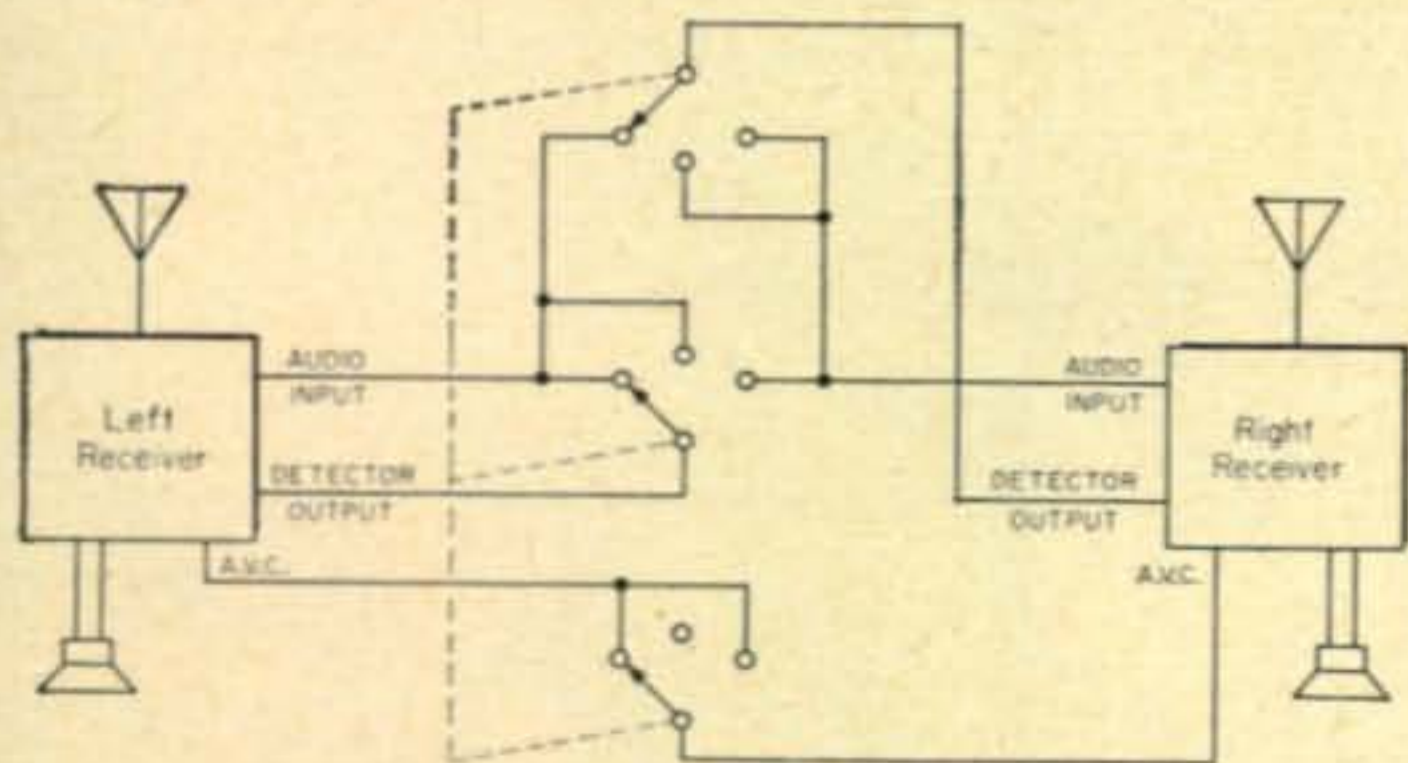 AUDIO
INPUT
Left
Receiver
DETECTOR
OUTPUT
A.V.C.
AUDIO
INPUT
Right
Receiver
DETECTOR
OUTPUT
A.V.C.